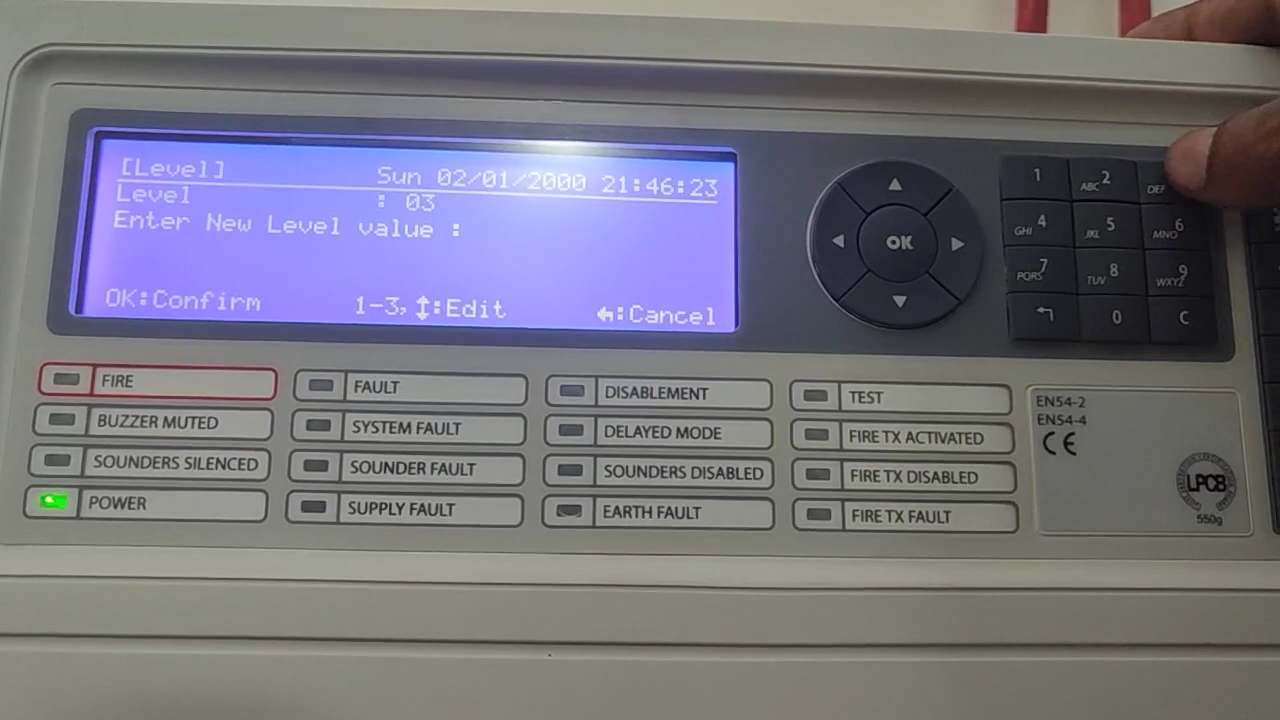 [Level]
Sun 02/01/2000 21:46:23
Level : 03
Enter New Level value :
OK:Confirm 1-3,↕:Edit ↰:Cancel
▲
◀ OK ▶
▼
1 ABC 2
GHI 4 JKL 5 MNO 6
PQRS 7 TUV 8 WXYZ 9
↰ 0 C
FIRE FAULT DISABLEMENT TEST
BUZZER MUTED SYSTEM FAULT DELAYED MODE FIRE TX ACTIVATED
SOUNDERS SILENCED SOUNDER FAULT SOUNDERS DISABLED FIRE TX DISABLED
POWER SUPPLY FAULT EARTH FAULT FIRE TX FAULT
EN54-2
EN54-4
CE
LPCB
550g